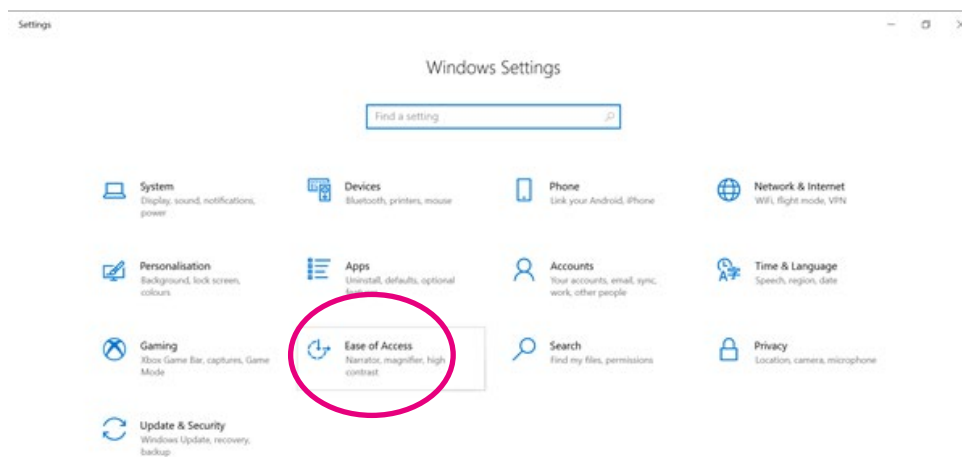 Settings
Windows Settings
Find a setting
System
Display, sound, notifications,
power
Devices
Bluetooth, printers, mouse
Phone
Link your Android, iPhone
Network & Internet
WiFi, flight mode, VPN
Personalisation
Background, lock screen,
colours
Apps
Uninstall, defaults, optional
features
Accounts
Your accounts, email, sync,
work, other people
Time & Language
Speech, region, date
Gaming
Xbox Game Bar, captures, Game
Mode
Ease of Access
Narrator, magnifier, high
contrast
Search
Find my files, permissions
Privacy
Location, camera, microphone
Update & Security
Windows Update, recovery,
backup